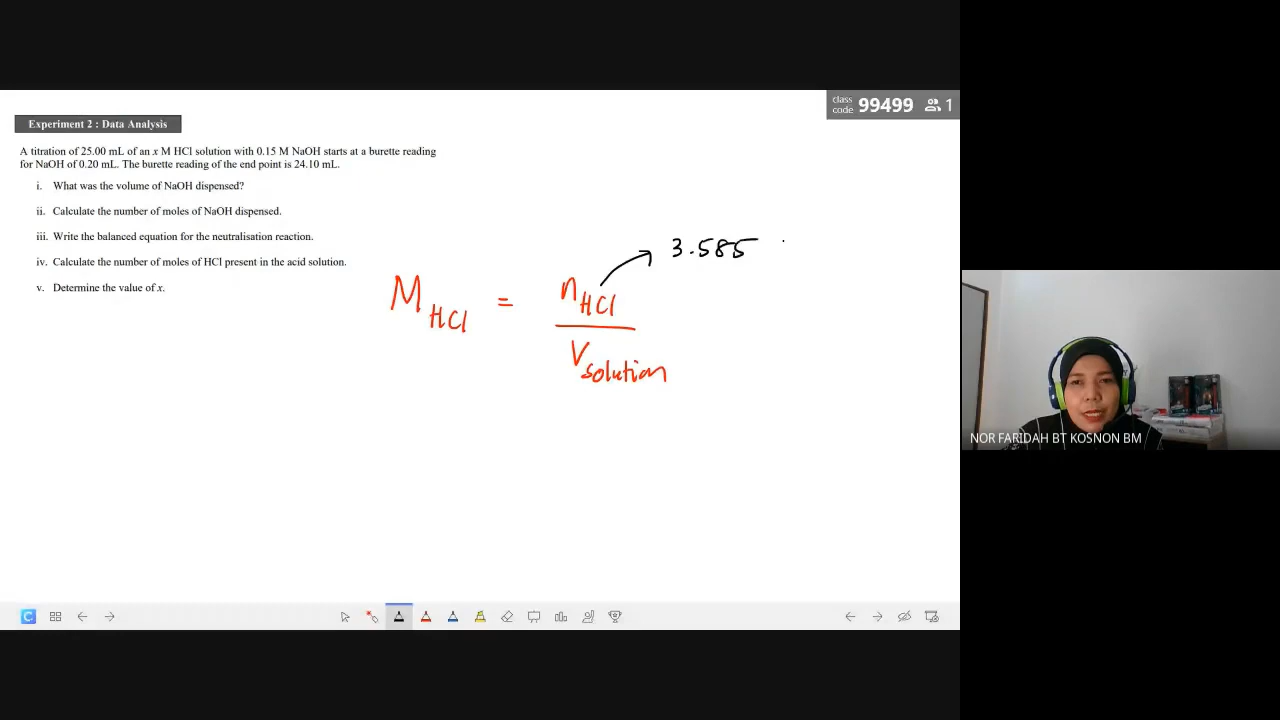 class code 99499 1
Experiment 2 : Data Analysis
A titration of 25.00 mL of an x M HCl solution with 0.15 M NaOH starts at a burette reading
for NaOH of 0.20 mL. The burette reading of the end point is 24.10 mL.
i. What was the volume of NaOH dispensed?
ii. Calculate the number of moles of NaOH dispensed.
iii. Write the balanced equation for the neutralisation reaction.
iv. Calculate the number of moles of HCl present in the acid solution.
v. Determine the value of x.
3.585
M HCl = n HCl
V solution
NOR FARIDAH BT KOSNON BM